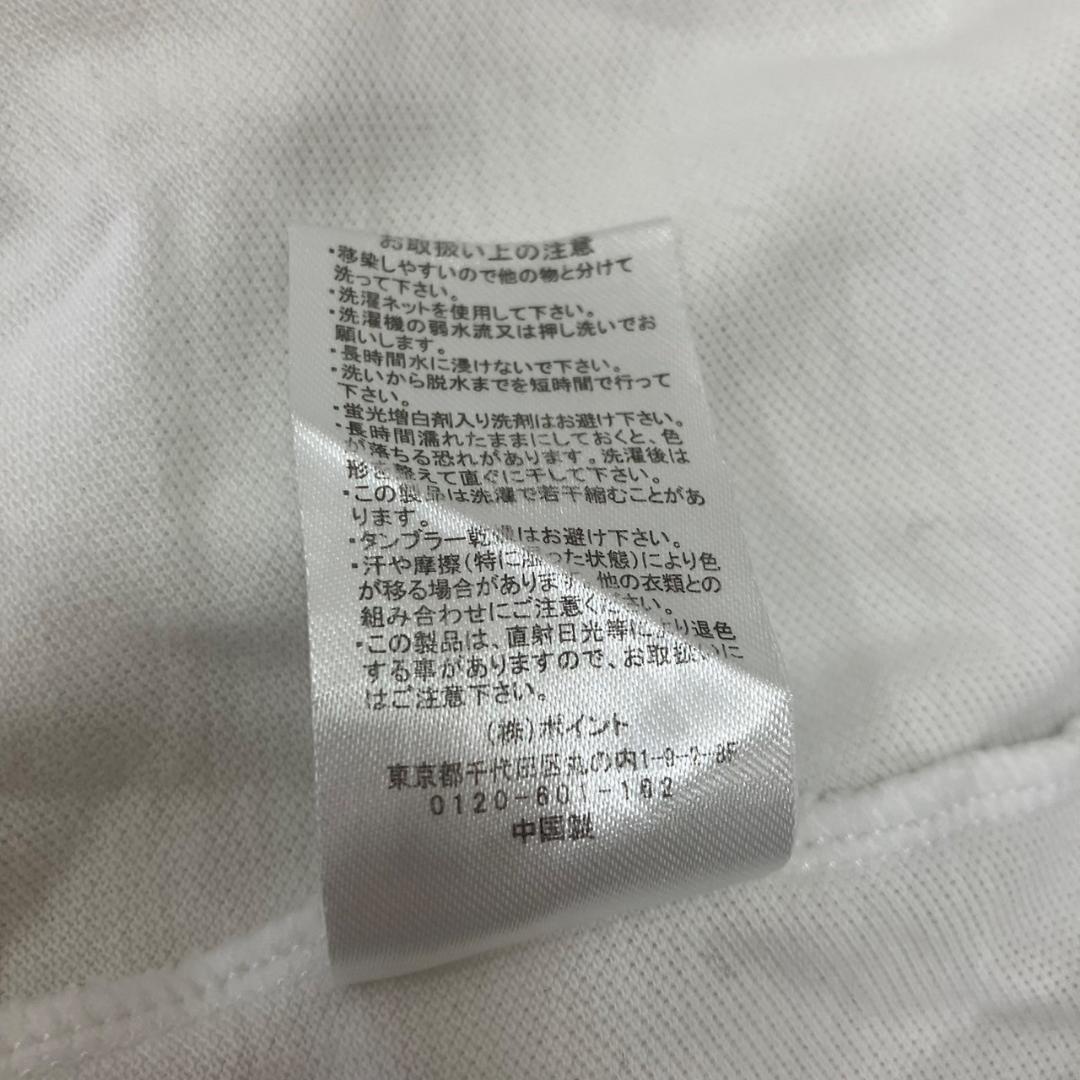 お取扱い上の注意
・移染しやすいので他の物と分けて
洗って下さい。
・洗濯ネットを使用して下さい。
・洗濯機の弱水流又は押し洗いでお
願いします。
・長時間水に浸けないで下さい。
・洗いから脱水までを短時間で行って
下さい。
・蛍光増白剤入り洗剤はお避け下さい。
・長時間濡れたままにしておくと、色
が落ちる恐れがあります。洗濯後は
形を整えて直ぐに干して下さい。
・この製品は洗濯で若干縮むことがあ
ります。
・タンブラー乾燥はお避け下さい。
・汗や摩擦(特に湿った状態)により色
が移る場合があります。他の衣類との
組み合わせにご注意ください。
・この製品は、直射日光等により退色
する事がありますので、お取扱いに
はご注意下さい。
(株)ポイント
東京都千代田区丸の内1-9-2-8F
0120-601-162
中国製